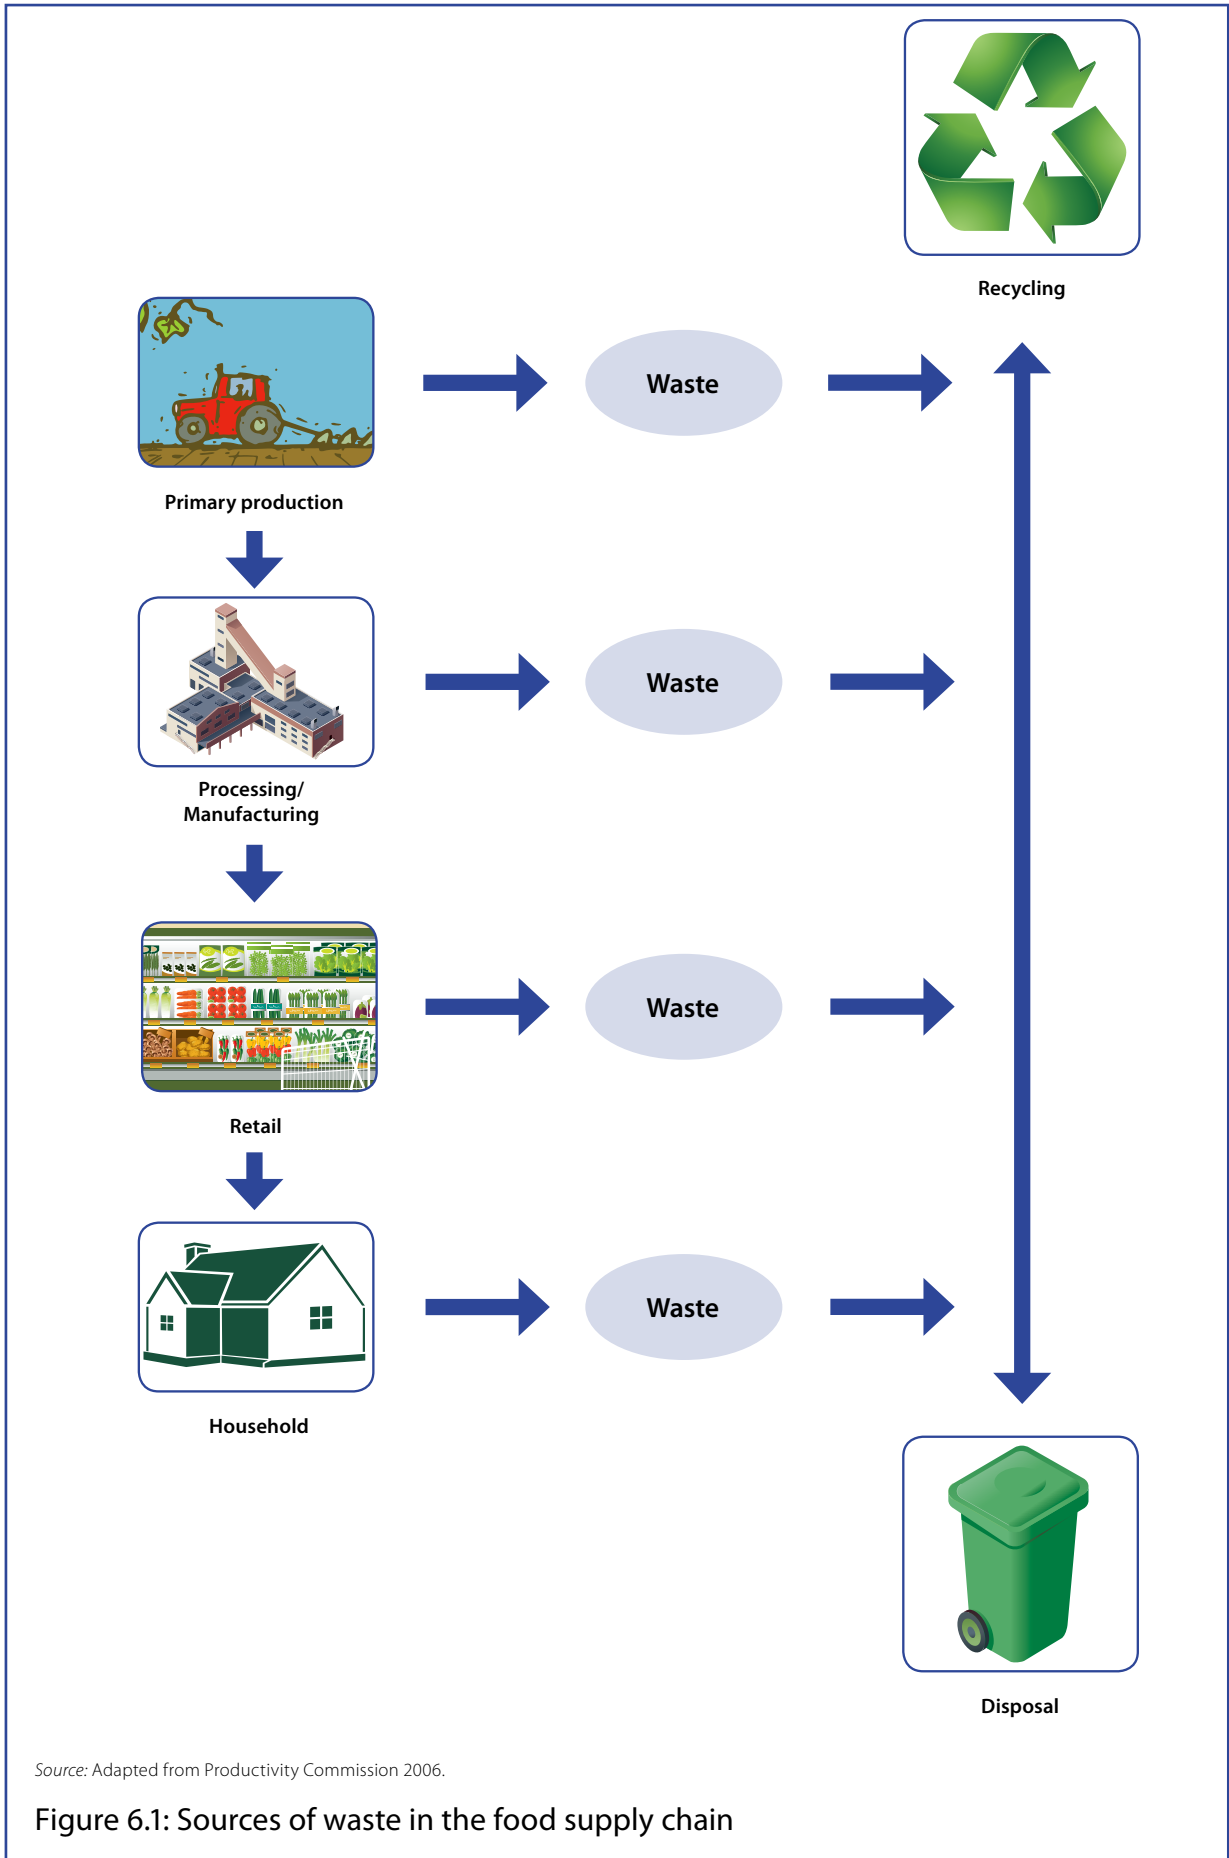 Recycling
Waste
Primary production
Waste
Processing/
Manufacturing
Waste
Retail
Waste
Household
Disposal
Source: Adapted from Productivity Commission 2006.
Figure 6.1: Sources of waste in the food supply chain